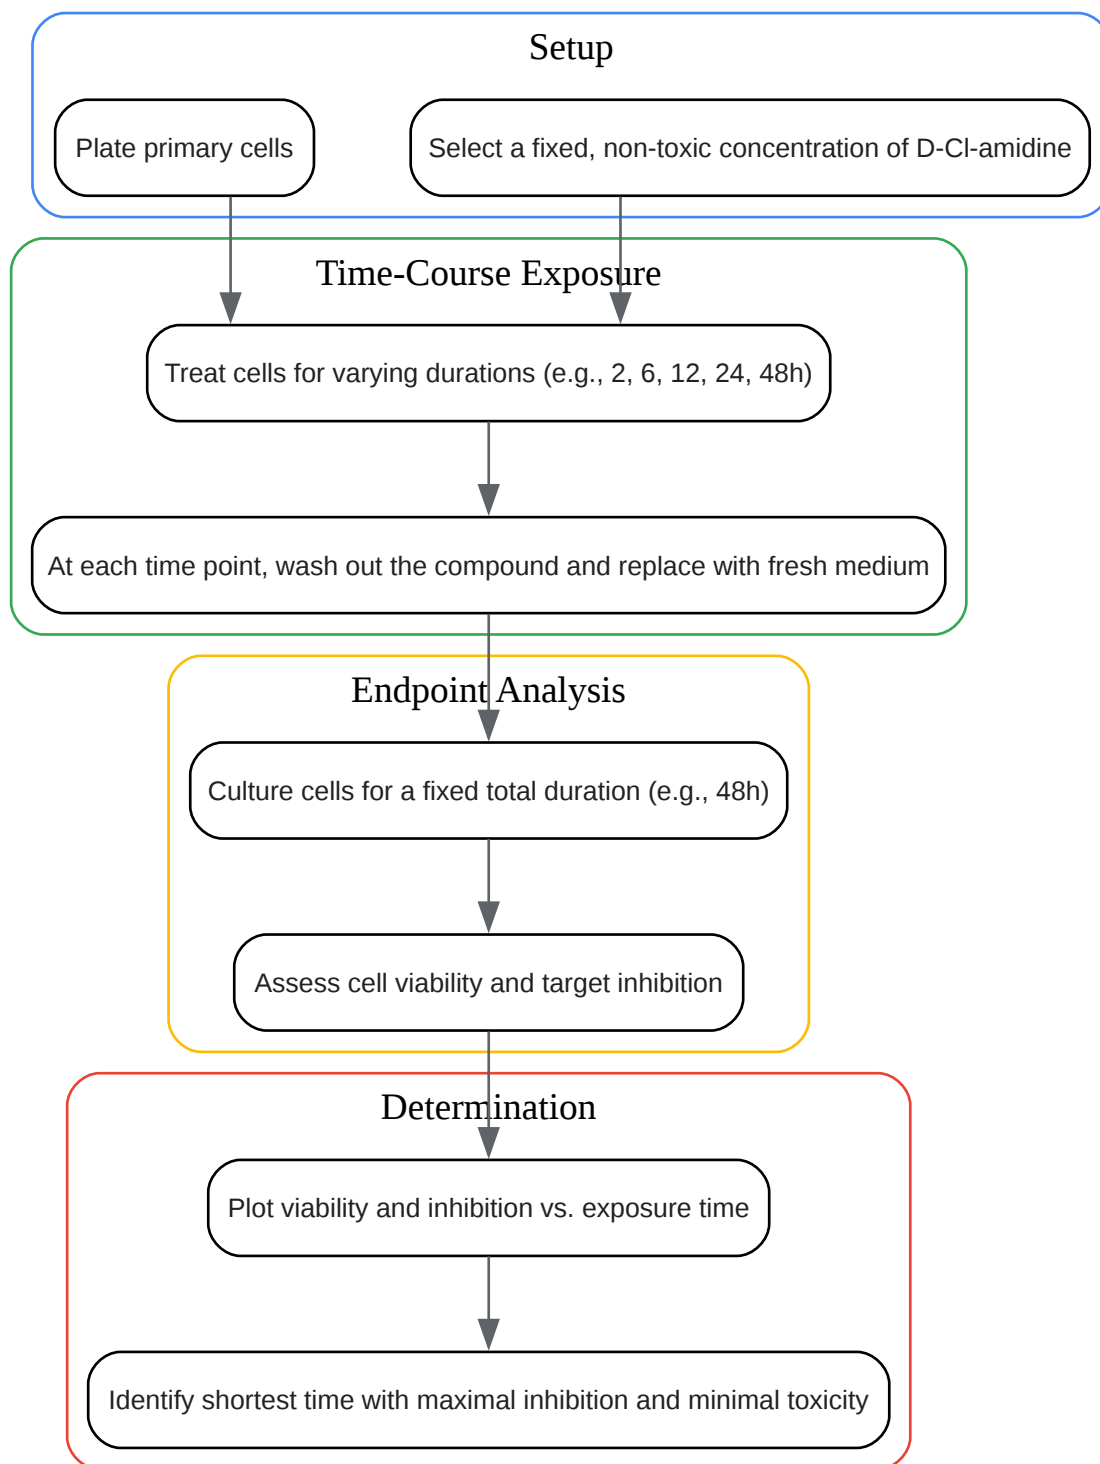 Setup
Plate primary cells
Select a fixed, non-toxic concentration of D-Cl-amidine
Time-Course Exposure
Treat cells for varying durations (e.g., 2, 6, 12, 24, 48h)
At each time point, wash out the compound and replace with fresh medium
Endpoint Analysis
Culture cells for a fixed total duration (e.g., 48h)
Assess cell viability and target inhibition
Determination
Plot viability and inhibition vs. exposure time
Identify shortest time with maximal inhibition and minimal toxicity